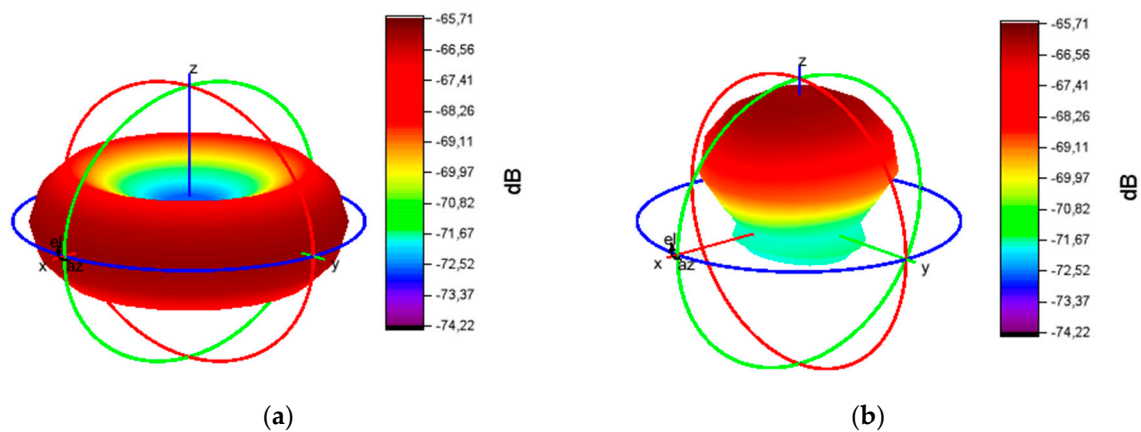 z
el
x
az
y
-65,71
-66,56
-67,41
-68,26
-69,11
-69,97
-70,82
-71,67
-72,52
-73,37
-74,22
dB
(a)
z
el
x
az
y
-65,71
-66,56
-67,41
-68,26
-69,11
-69,97
-70,82
-71,67
-72,52
-73,37
-74,22
dB
(b)